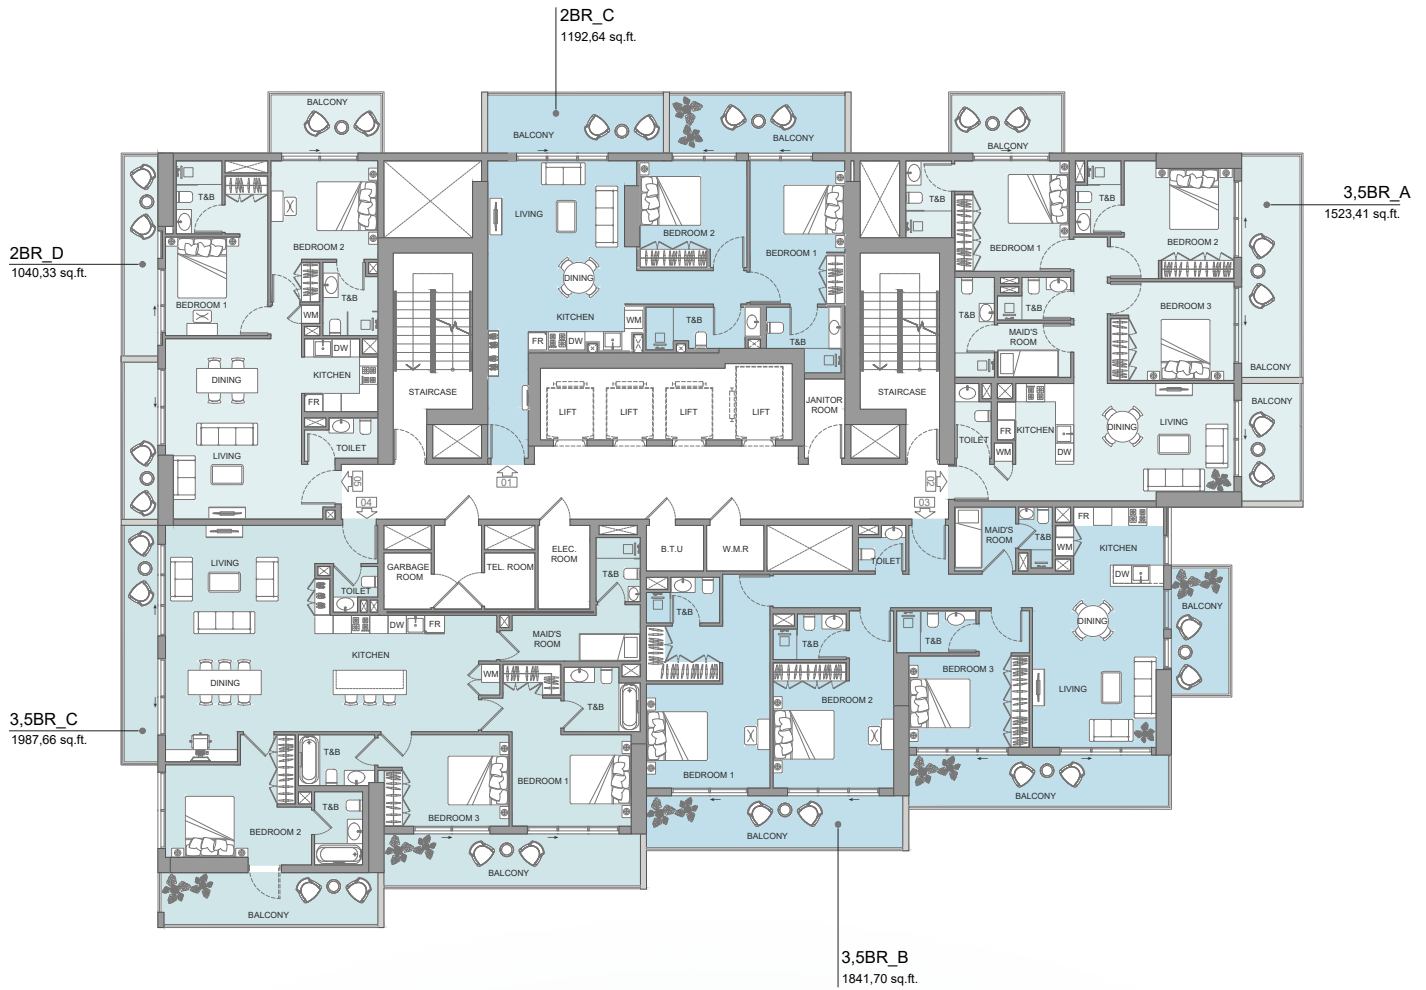 2BR_C
1192,64 sq.ft.
BALCONY
BALCONY
BALCONY
BALCONY
3,5BR_A
1523,41 sq.ft.
2BR_D
1040,33 sq.ft.
T&B
BEDROOM 2
BEDROOM 1
T&B
WM
DW
KITCHEN
FR
DINING
LIVING
TOILET
STAIRCASE
LIVING
DINING
KITCHEN
FR
DW
WM
BEDROOM 2
BEDROOM 1
T&B
T&B
LIFT
LIFT
LIFT
LIFT
JANITOR
ROOM
STAIRCASE
T&B
BEDROOM 1
T&B
BEDROOM 2
T&B
T&B
MAID'S
ROOM
BEDROOM 3
BALCONY
BALCONY
TOILET
FR
WM
KITCHEN
DW
DINING
LIVING
05
04
01
02
03
LIVING
TOILET
GARBAGE
ROOM
TEL. ROOM
ELEC.
ROOM
T&B
B.T.U
W.M.R
TOILET
MAID'S
ROOM
T&B
WM
FR
KITCHEN
DW
DINING
LIVING
BALCONY
DW
FR
KITCHEN
MAID'S
ROOM
WM
DINING
3,5BR_C
1987,66 sq.ft.
T&B
T&B
BEDROOM 1
BEDROOM 2
T&B
BEDROOM 3
T&B
T&B
T&B
BEDROOM 3
BEDROOM 2
BEDROOM 1
BALCONY
BALCONY
BALCONY
BALCONY
3,5BR_B
1841,70 sq.ft.